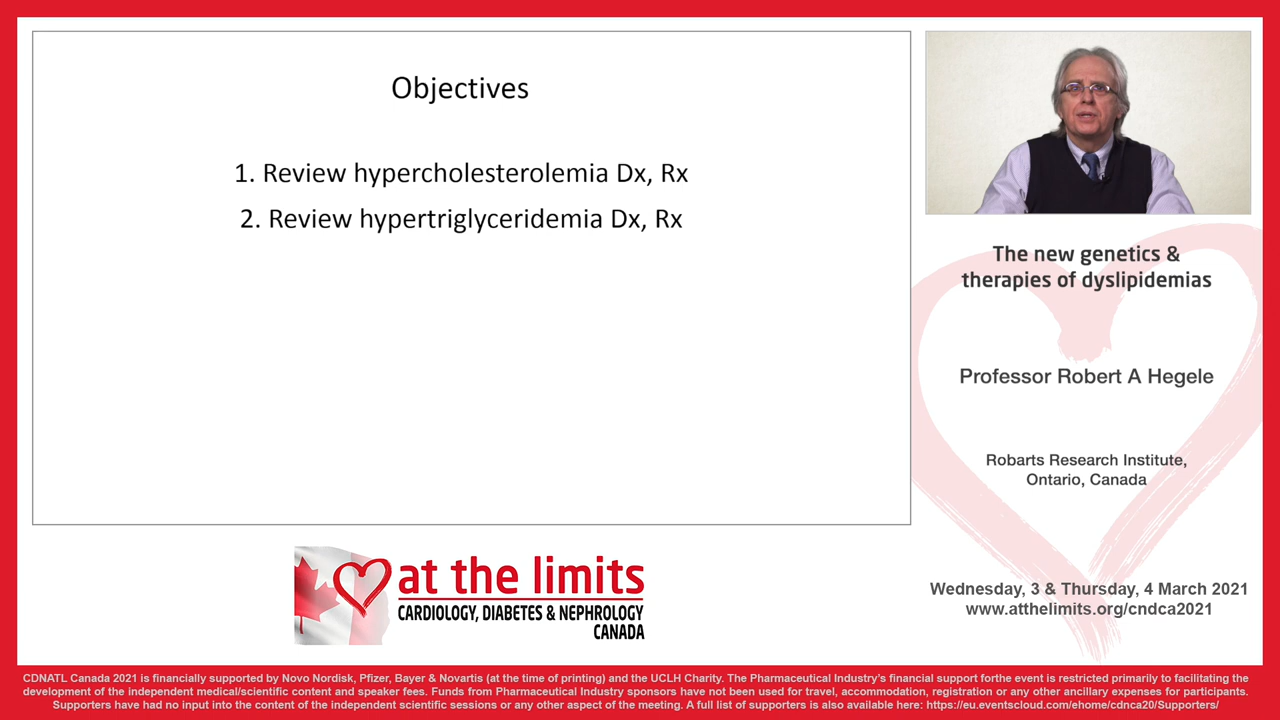 Objectives
1. Review hypercholesterolemia Dx, Rx
2. Review hypertriglyceridemia Dx, Rx
The new genetics &
therapies of dyslipidemias
Professor Robert A Hegele
Robarts Research Institute,
Ontario, Canada
at the limits
CARDIOLOGY, DIABETES & NEPHROLOGY
CANADA
Wednesday, 3 & Thursday, 4 March 2021
www.atthelimits.org/cndca2021
CDNATL Canada 2021 is financially supported by Novo Nordisk, Pfizer, Bayer & Novartis (at the time of printing) and the UCLH Charity. The Pharmaceutical Industry's financial support forthe event is restricted primarily to facilitating the
development of the independent medical/scientific content and speaker fees. Funds from Pharmaceutical Industry sponsors have not been used for travel, accommodation, registration or any other ancillary expenses for participants.
Supporters have had no input into the content of the independent scientific sessions or any other aspect of the meeting. A full list of supporters is also available here: https://eu.eventscloud.com/ehome/cdnca20/Supporters/